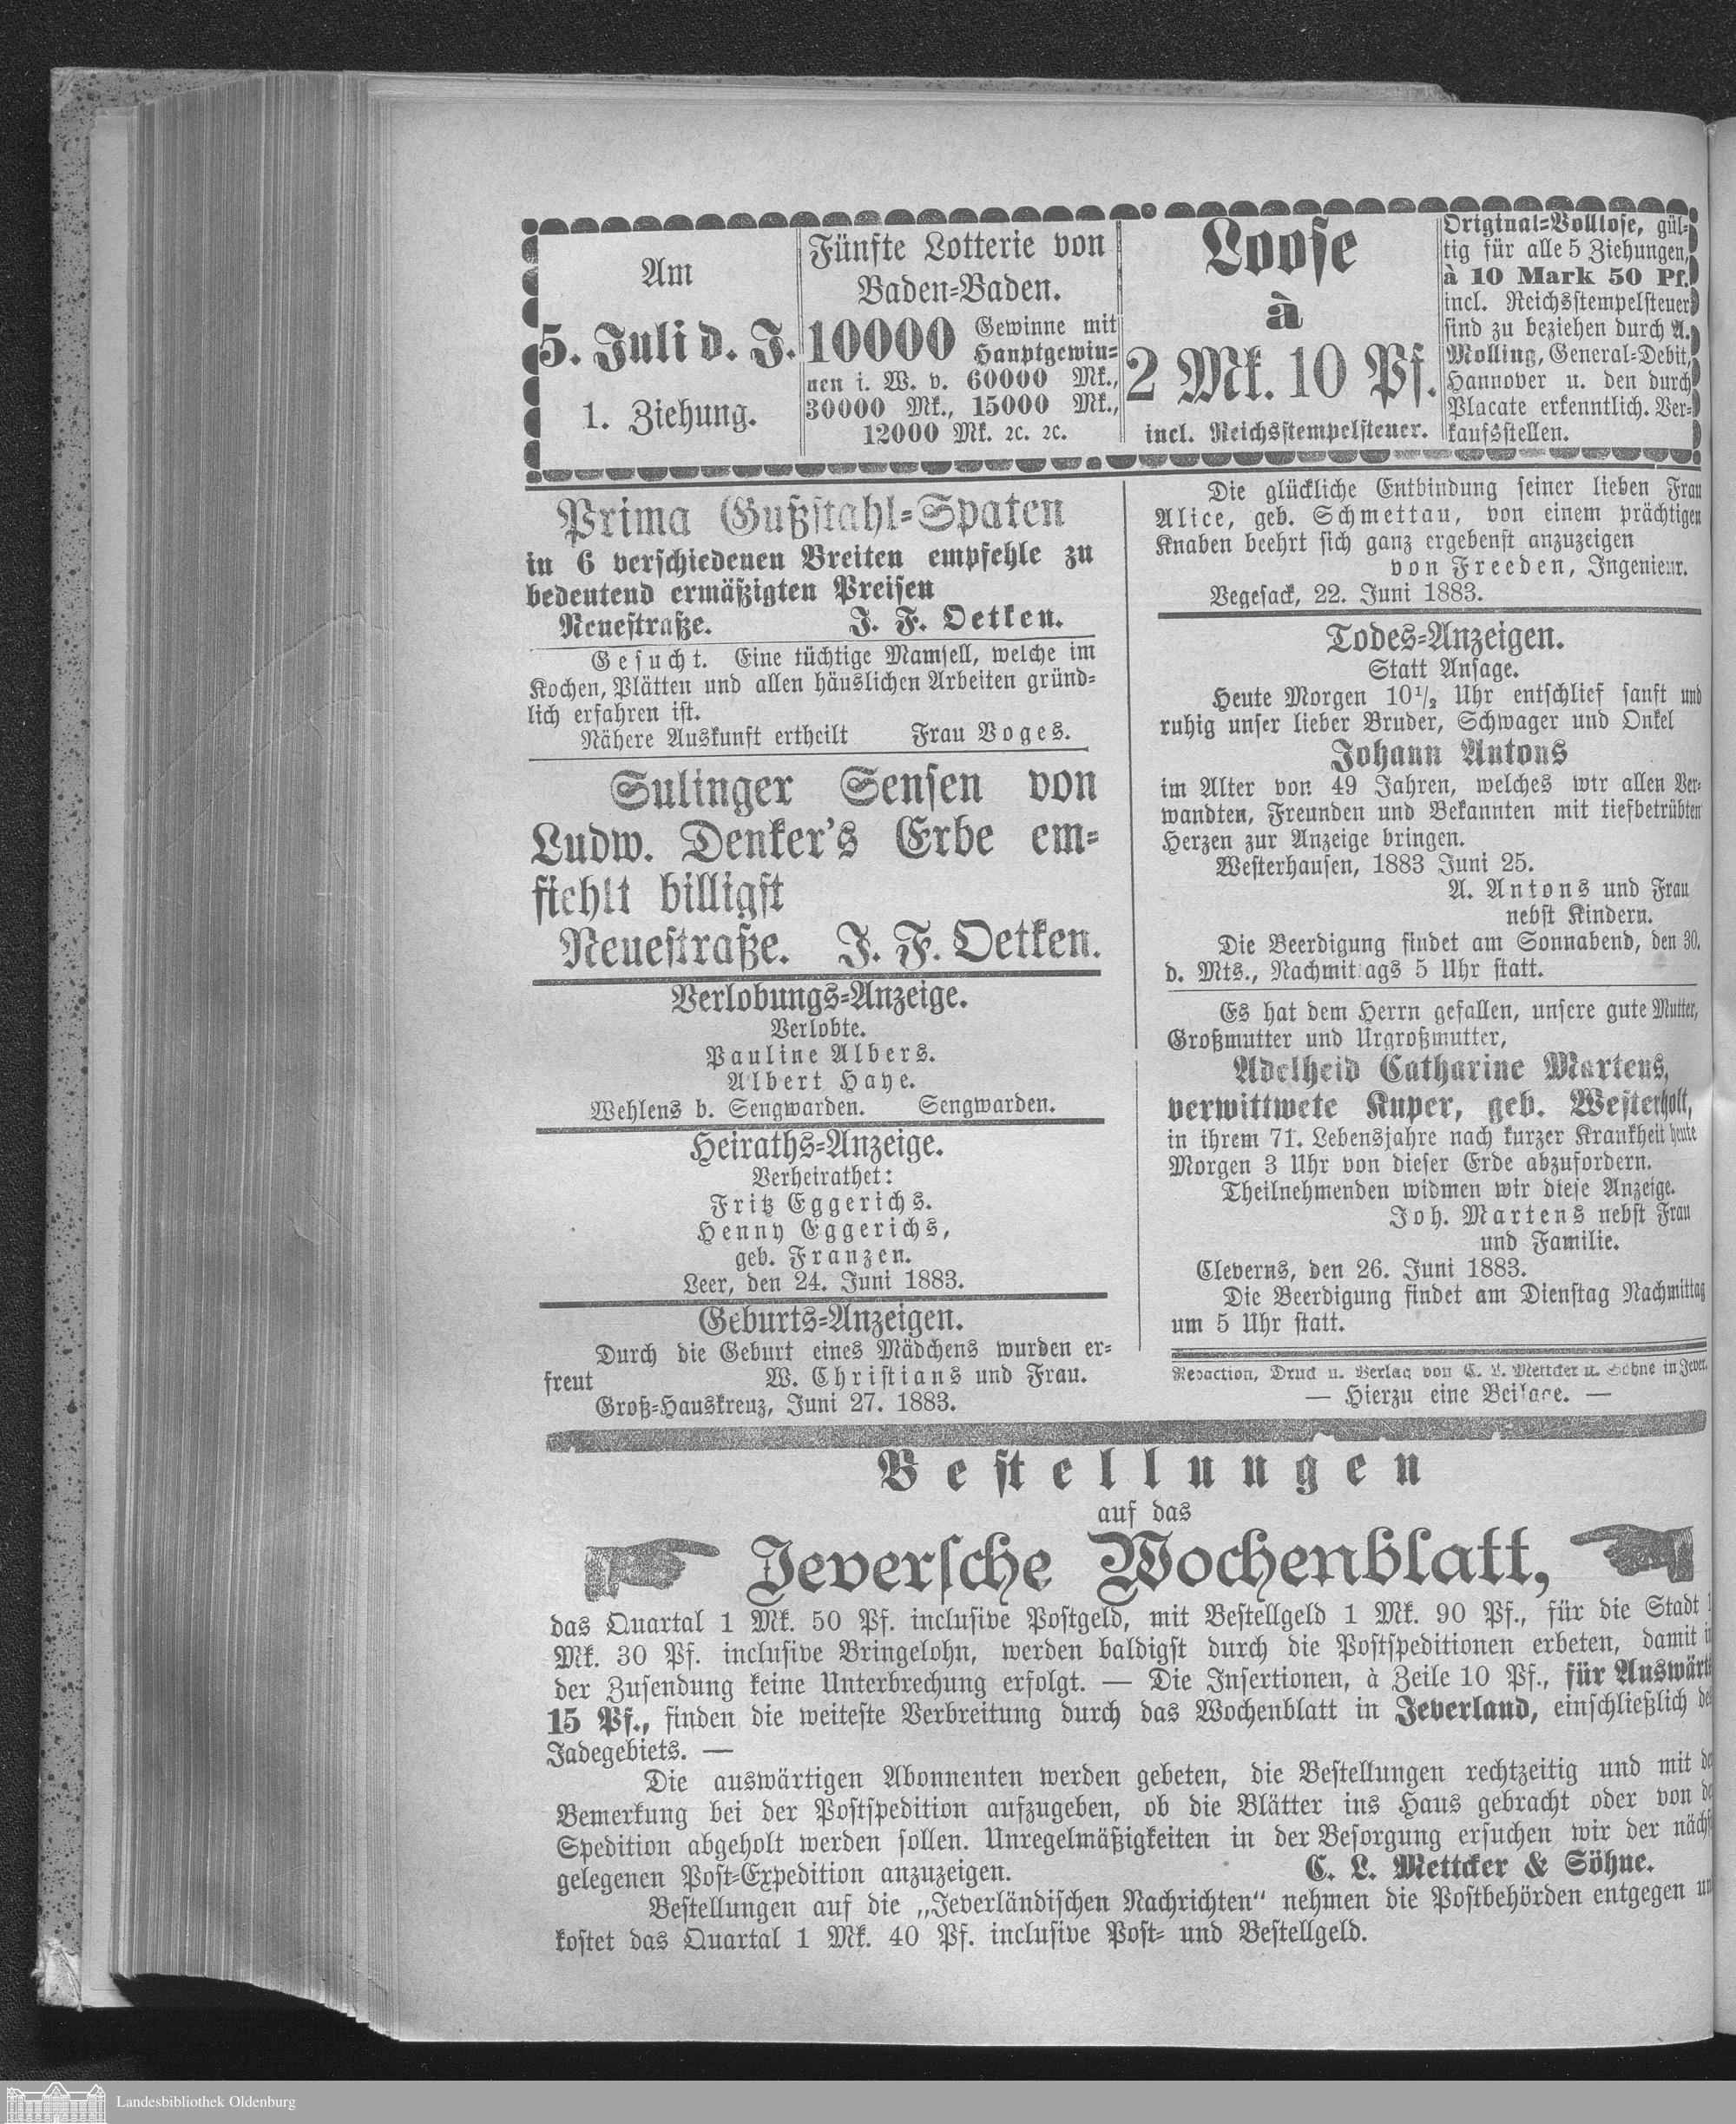 Am
5. Juli d. J.
1. Ziehung.
Fünfte Lotterie von
Baden-Baden.
10000 Gewinne mit
Hauptgewin-
nen i. W. v. 60000 Mk.,
30000 Mk., 15000 Mk.,
12000 Mk. ꝛc. ꝛc.
Loose
à
2 Mk. 10 Pf.
incl. Reichsstempelsteuer.
Original-Volllose, gül-
tig für alle 5 Ziehungen,
à 10 Mark 50 Pf.
incl. Reichsstempelsteuer
sind zu beziehen durch A.
Molling, General-Debit,
Hannover u. den durch
Placate erkenntlich. Ver-
kaufsstellen.
Prima Gußstahl-Spaten
in 6 verschiedenen Breiten empfehle zu
bedeutend ermäßigten Preisen
Neuestraße. J. F. Oetken.
Gesucht. Eine tüchtige Mamsell, welche im
Kochen, Plätten und allen häuslichen Arbeiten gründ-
lich erfahren ist.
Nähere Auskunft ertheilt Frau Voges.
Sulinger Sensen von
Ludw. Denker's Erbe em-
fiehlt billigst
Neuestraße. J. F. Oetken.
Verlobungs-Anzeige.
Verlobte.
Pauline Albers.
Albert Haye.
Wehlens b. Sengwarden. Sengwarden.
Heiraths-Anzeige.
Verheirathet:
Fritz Eggerichs.
Henny Eggerichs,
geb. Franzen.
Leer, den 24. Juni 1883.
Geburts-Anzeigen.
Durch die Geburt eines Mädchens wurden er-
freut W. Christians und Frau.
Groß-Hauskreuz, Juni 27. 1883.
Die glückliche Entbindung seiner lieben Frau
Alice, geb. Schmettau, von einem prächtigen
Knaben beehrt sich ganz ergebenst anzuzeigen
von Freeden, Ingenieur.
Vegesack, 22. Juni 1883.
Todes-Anzeigen.
Statt Ansage.
Heute Morgen 10½ Uhr entschlief sanft und
ruhig unser lieber Bruder, Schwager und Onkel
Johann Antons
im Alter von 49 Jahren, welches wir allen Ver-
wandten, Freunden und Bekannten mit tiefbetrübten
Herzen zur Anzeige bringen.
Westerhausen, 1883 Juni 25.
A. Antons und Frau
nebst Kindern.
Die Beerdigung findet am Sonnabend, den 30.
d. Mts., Nachmittags 5 Uhr statt.
Es hat dem Herrn gefallen, unsere gute Mutter,
Großmutter und Urgroßmutter,
Adelheid Catharine Martens,
verwittwete Kuper, geb. Westerholt,
in ihrem 71. Lebensjahre nach kurzer Krankheit heute
Morgen 3 Uhr von dieser Erde abzufordern.
Theilnehmenden widmen wir diese Anzeige.
Joh. Martens nebst Frau
und Familie.
Cleverns, den 26. Juni 1883.
Die Beerdigung findet am Dienstag Nachmittag
um 5 Uhr statt.
Redaction, Druck u. Verlag von C. L. Mettcker u. Söhne in Jever.
— Hierzu eine Beilage. —
Bestellungen
auf das
Jeversche Wochenblatt,
das Quartal 1 Mk. 50 Pf. inclusive Postgeld, mit Bestellgeld 1 Mk. 90 Pf., für die Stadt 1
Mk. 30 Pf. inclusive Bringelohn, werden baldigst durch die Postspeditionen erbeten, damit in
der Zusendung keine Unterbrechung erfolgt. — Die Insertionen, à Zeile 10 Pf., für Auswärts
15 Pf., finden die weiteste Verbreitung durch das Wochenblatt in Jeverland, einschließlich des
Jadegebiets. —
Die auswärtigen Abonnenten werden gebeten, die Bestellungen rechtzeitig und mit der
Bemerkung bei der Postspedition aufzugeben, ob die Blätter ins Haus gebracht oder von der
Spedition abgeholt werden sollen. Unregelmäßigkeiten in der Besorgung ersuchen wir der nächst
gelegenen Post-Expedition anzuzeigen. C. L. Mettcker & Söhne.
Bestellungen auf die „Jeverländischen Nachrichten“ nehmen die Postbehörden entgegen und
kostet das Quartal 1 Mk. 40 Pf. inclusive Post- und Bestellgeld.
Landesbibliothek Oldenburg